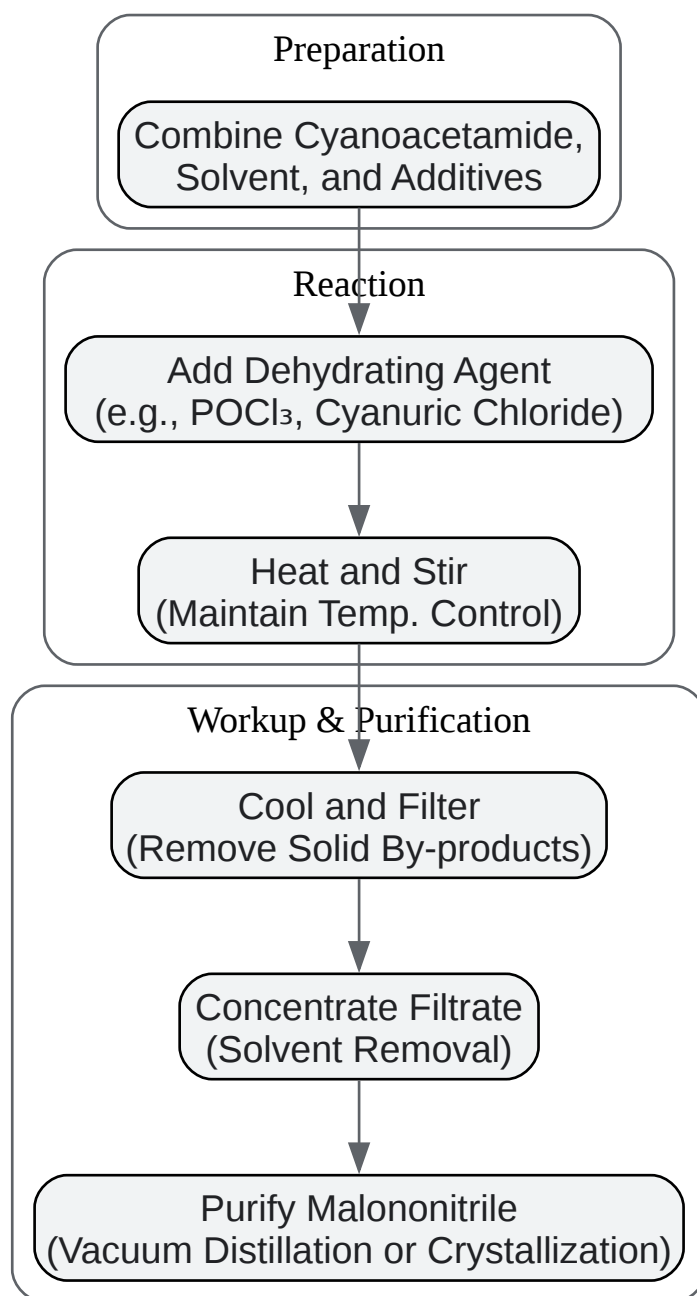 Preparation
Combine Cyanoacetamide,
Solvent, and Additives
Reaction
Add Dehydrating Agent
(e.g., POCl₃, Cyanuric Chloride)
Heat and Stir
(Maintain Temp. Control)
Workup & Purification
Cool and Filter
(Remove Solid By-products)
Concentrate Filtrate
(Solvent Removal)
Purify Malononitrile
(Vacuum Distillation or Crystallization)